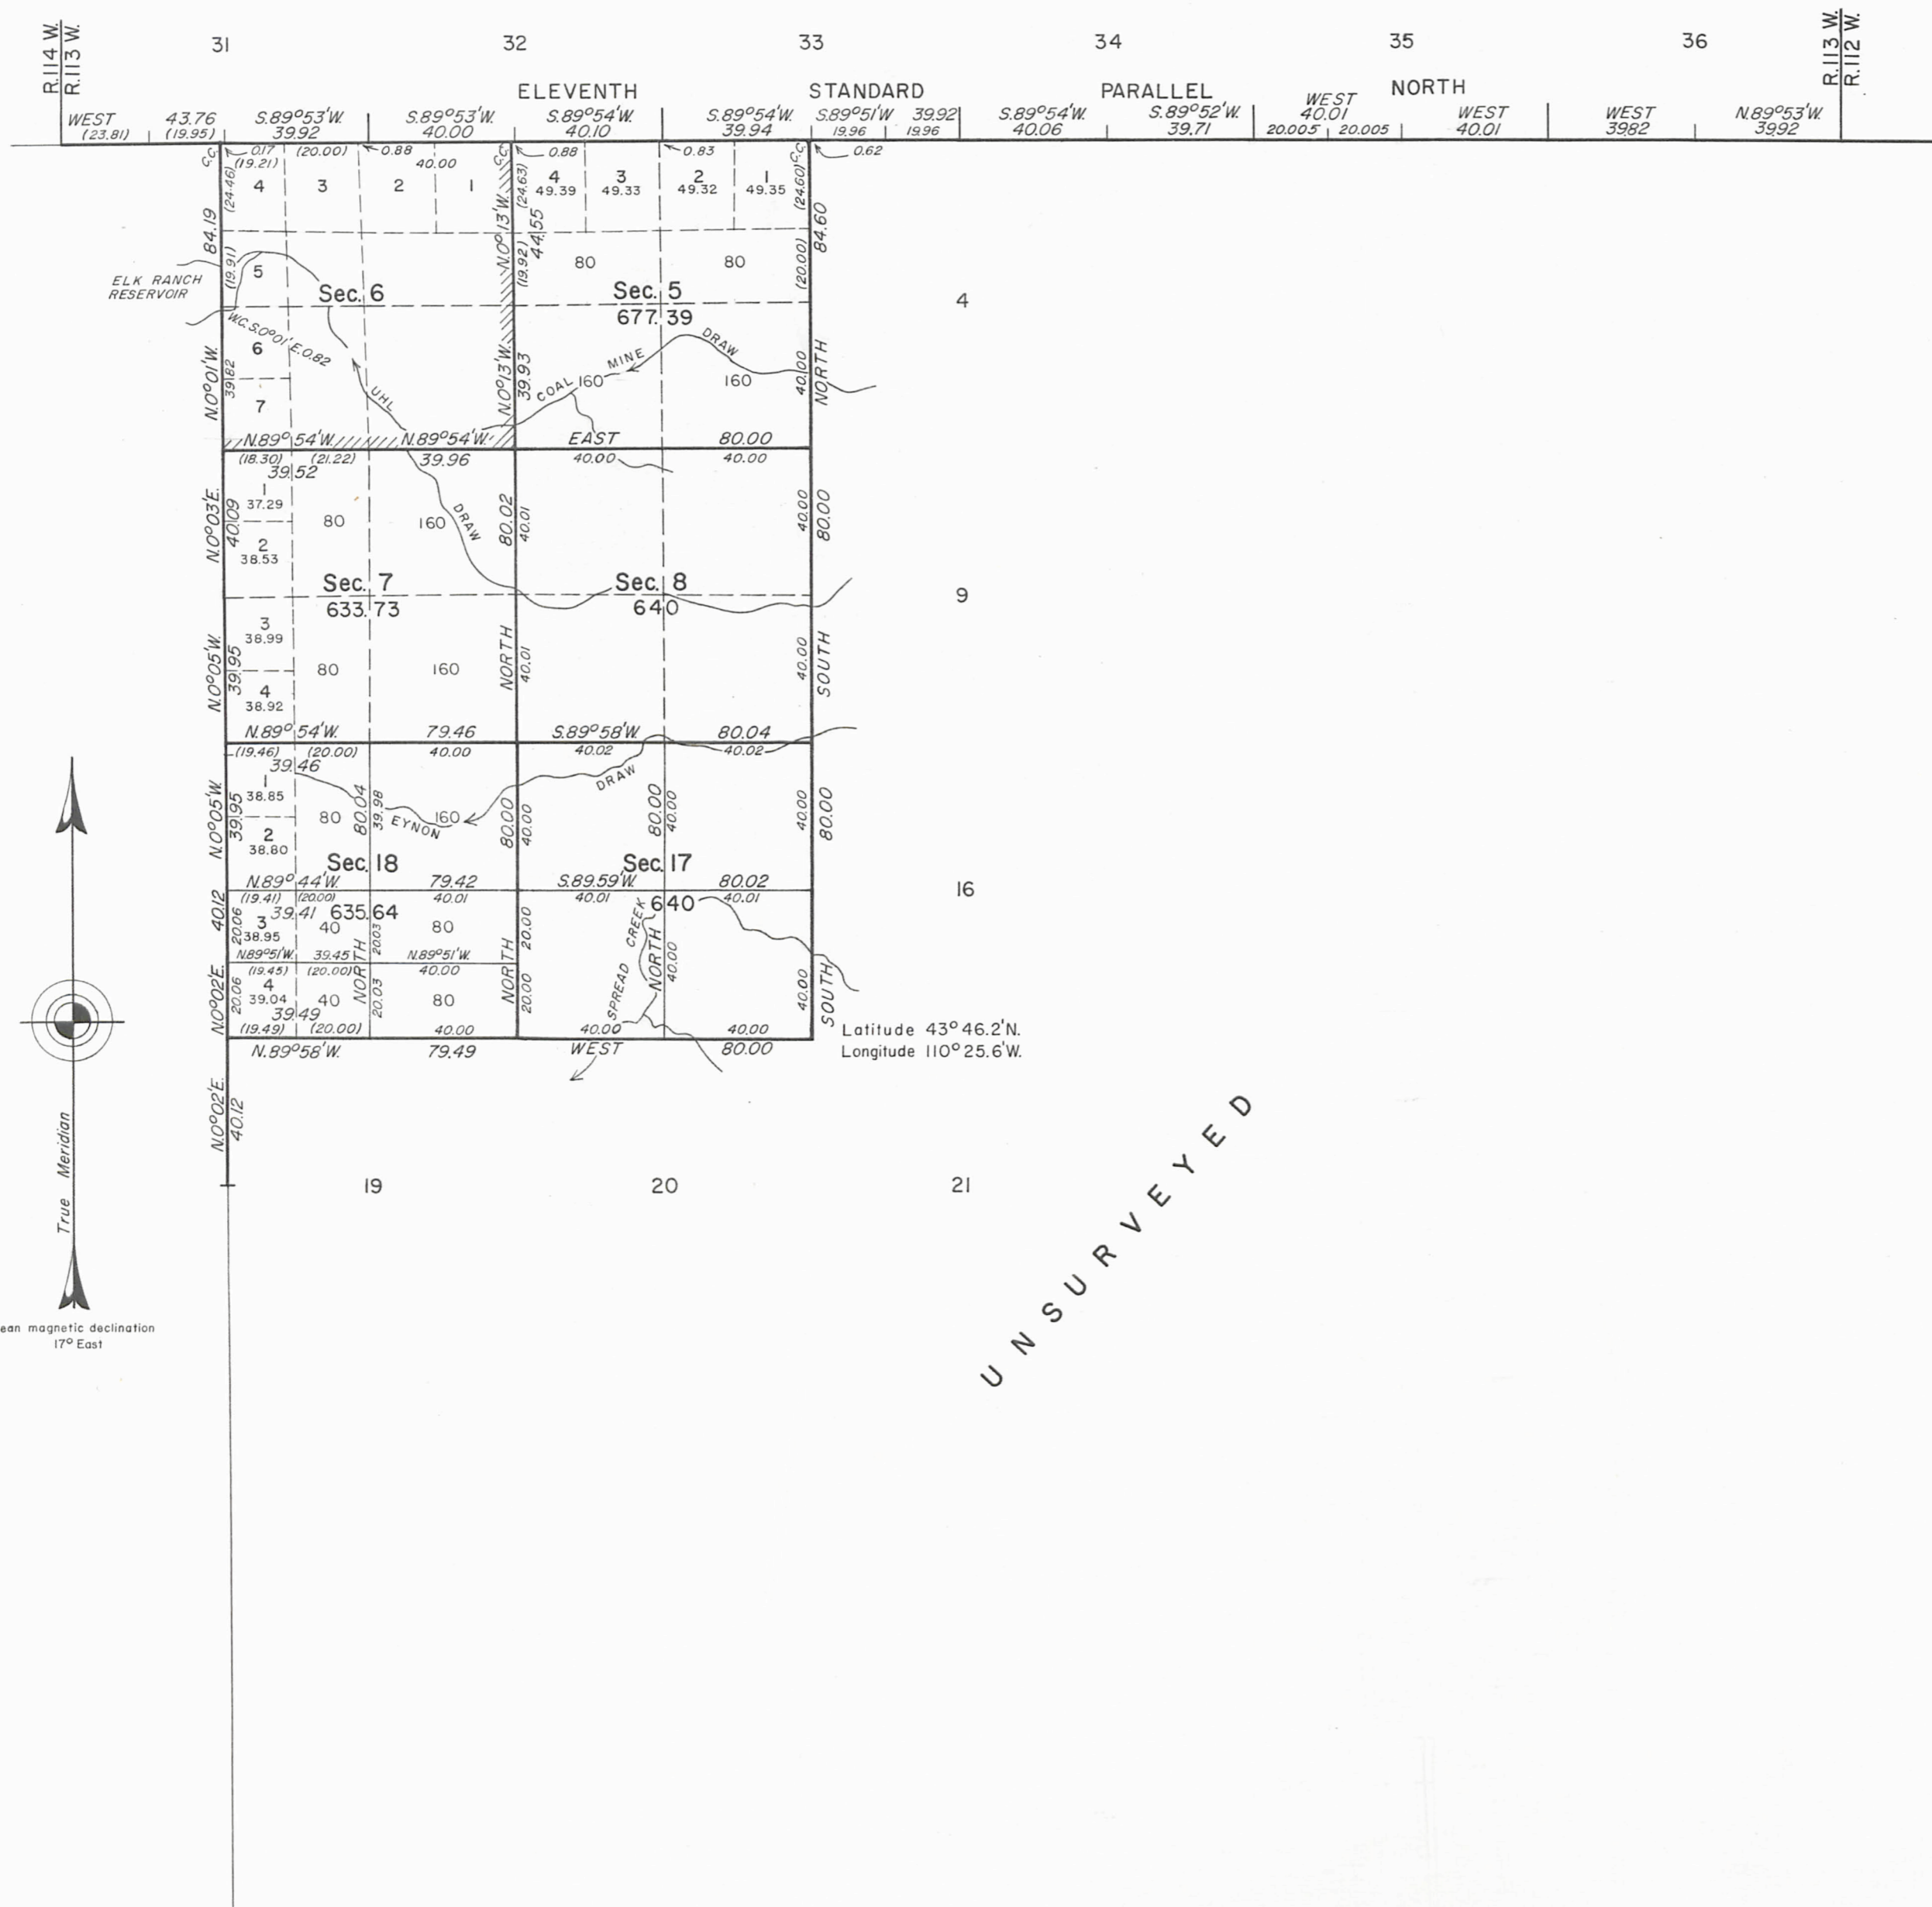 R.114 W.
R.113 W.
31 32 33 34 35 36
R.113 W.
R.112 W.
ELEVENTH STANDARD PARALLEL NORTH
WEST 43.76 S.89°53'W. S.89°53'W. S.89°54'W. S.89°54'W. S.89°51'W 39.92 S.89°54'W. S.89°52'W. WEST WEST WEST N.89°53'W.
(23.81) (19.95) 39.92 40.00 40.10 39.94 19.96 19.96 40.06 39.71 40.01 40.01 39.82 39.92
20.005 20.005
C.C. 0.17 (20.00) 0.88 C.C. 0.88 0.83 C.C. 0.62
(19.21) 40.00
4 3 2 1 4 3 2 1
49.39 49.33 49.32 49.35
(24.46) (24.63) (24.60)
84.19 N.0°13'W. 44.55 84.60
(19.91) (19.92) (20.00)
5 80 80
ELK RANCH
RESERVOIR
Sec. 6 Sec. 5 4
677.39
W.C.S.0°01'E.0.82
6
COAL MINE DRAW
N.0°01'W. 39.82 N.0°13'W. 39.93 160 160 40.00 NORTH
UHL
7
N.89°54'W. N.89°54'W. EAST 80.00
(18.30) (21.22) 39.96 40.00 40.00
39.52
1
37.29
N.0°03'E. 40.09 80 160 DRAW 80.02 40.01 40.00 80.00
2
38.53
Sec. 7 Sec. 8 9
633.73 640
3
38.99
N.0°05'W. 39.95 80 160 NORTH 40.01 40.00 SOUTH
4
38.92
N.89°54'W. 79.46 S.89°58'W. 80.04
(19.46) (20.00) 40.00 40.02 40.02
39.46
1
38.85
DRAW
N.0°05'W. 39.95 80 80.04 39.98 EYNON 160 80.00 40.00 80.00 40.00 40.00 80.00
2
38.80
Sec. 18 Sec. 17
N.89°44'W. 79.42 S.89.59'W. 80.02 16
(19.41) (20.00) 40.01 40.01 40.01
39.41 635.64 640
40.12 20.06 3 40 20.03 80 20.00
38.95
N.89°51'W. 39.45 N.89°51'W.
(19.45) (20.00) 40.00
4
N.0°02'E. 20.06 39.04 40 NORTH 20.03 80 NORTH 20.00 SPREAD CREEK NORTH 40.00 40.00 SOUTH
39.49
(19.49) (20.00) 40.00 40.00 40.00
N.89°58'W. 79.49 WEST 80.00
Latitude 43°46.2'N.
Longitude 110°25.6'W.
N.0°02'E. 40.12
19 20 21
UNSURVEYED
True Meridian
ean magnetic declination
17° East